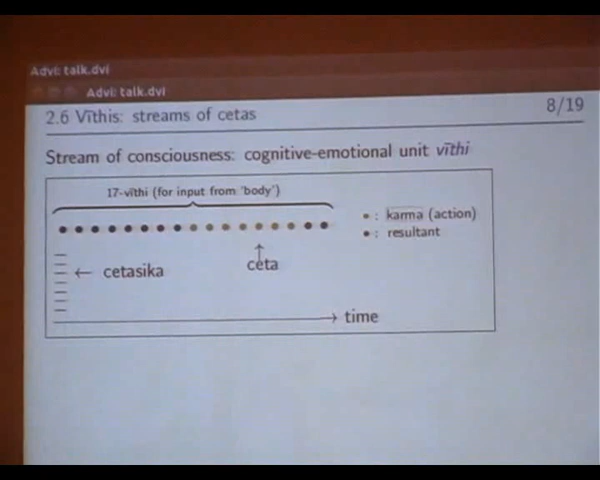 Advi: talk.dvi
Advi: talk.dvi
2.6 Vīthis: streams of cetas
8/19
Stream of consciousness: cognitive-emotional unit vīthi
17-vīthi (for input from 'body')
• : karma (action)
• : resultant
← cetasika
ceta
time